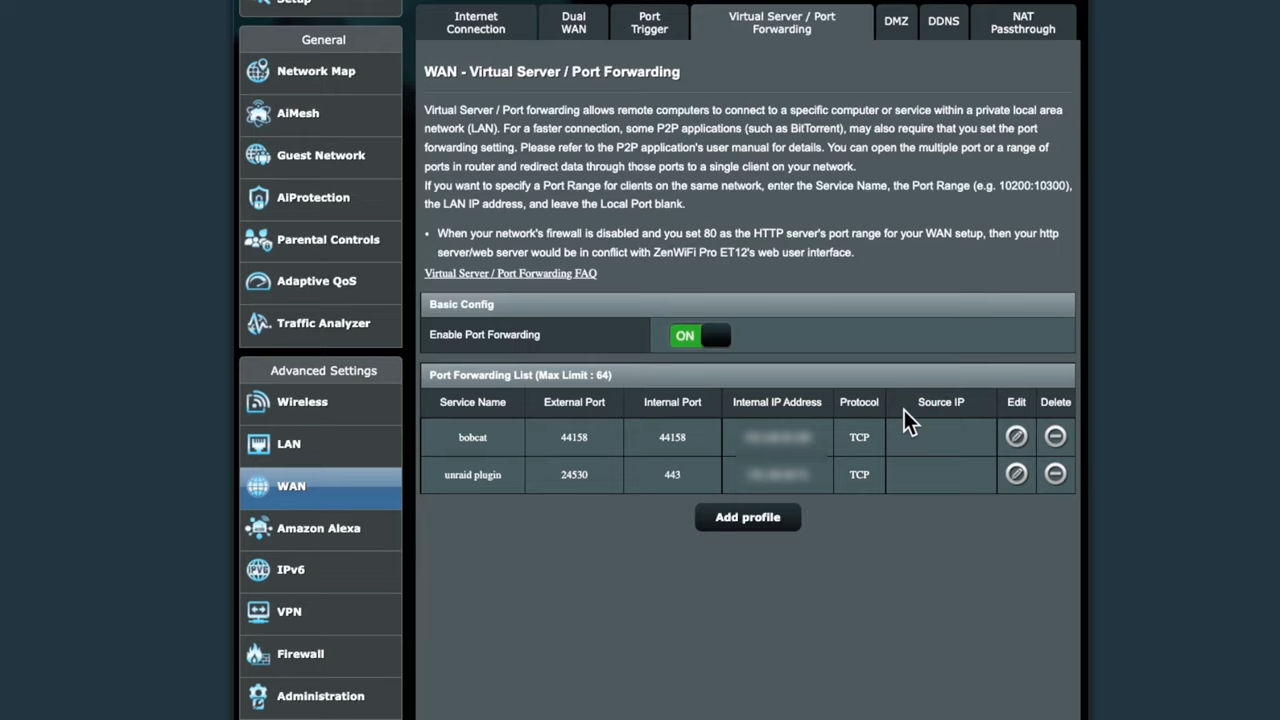 Setup
General
Network Map
AiMesh
Guest Network
AiProtection
Parental Controls
Adaptive QoS
Traffic Analyzer
Advanced Settings
Wireless
LAN
WAN
Amazon Alexa
IPv6
VPN
Firewall
Administration
Internet Connection
Dual WAN
Port Trigger
Virtual Server / Port Forwarding
DMZ
DDNS
NAT Passthrough
WAN - Virtual Server / Port Forwarding
Virtual Server / Port forwarding allows remote computers to connect to a specific computer or service within a private local area
network (LAN). For a faster connection, some P2P applications (such as BitTorrent), may also require that you set the port
forwarding setting. Please refer to the P2P application's user manual for details. You can open the multiple port or a range of
ports in router and redirect data through those ports to a single client on your network.
If you want to specify a Port Range for clients on the same network, enter the Service Name, the Port Range (e.g. 10200:10300),
the LAN IP address, and leave the Local Port blank.
• When your network's firewall is disabled and you set 80 as the HTTP server's port range for your WAN setup, then your http
server/web server would be in conflict with ZenWiFi Pro ET12's web user interface.
Virtual Server / Port Forwarding FAQ
Basic Config
Enable Port Forwarding ON
Port Forwarding List (Max Limit : 64)
Service Name External Port Internal Port Internal IP Address Protocol Source IP Edit Delete
bobcat 44158 44158 TCP
unraid plugin 24530 443 TCP
Add profile